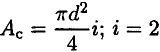 A_c = \frac{\pi d^2}{4} i; i = 2